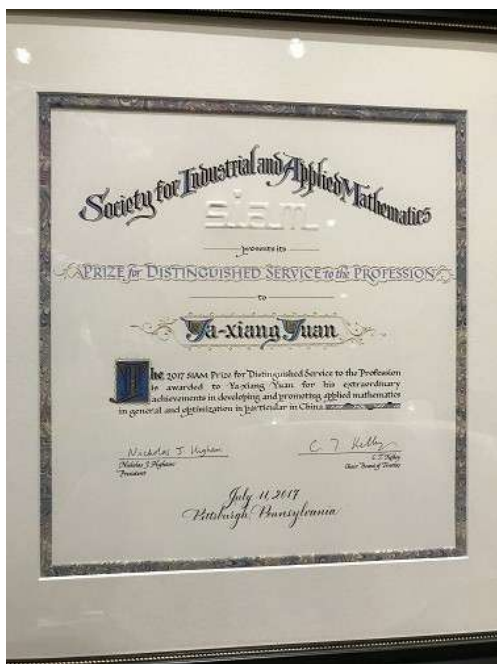 Society for Industrial and Applied Mathematics
s.i.a.m.
presents its
PRIZE for DISTINGUISHED SERVICE to the PROFESSION
to
Ya-xiang Yuan
The 2017 SIAM Prize for Distinguished Service to the Profession
is awarded to Ya-xiang Yuan for his extraordinary
achievements in developing and promoting applied mathematics
in general and optimization in particular in China
Nicholas J Higham C. T. Kelley
Nicholas J. Higham C.T. Kelley
President Chair Board of Trustees
July 11, 2017
Pittsburgh, Pennsylvania